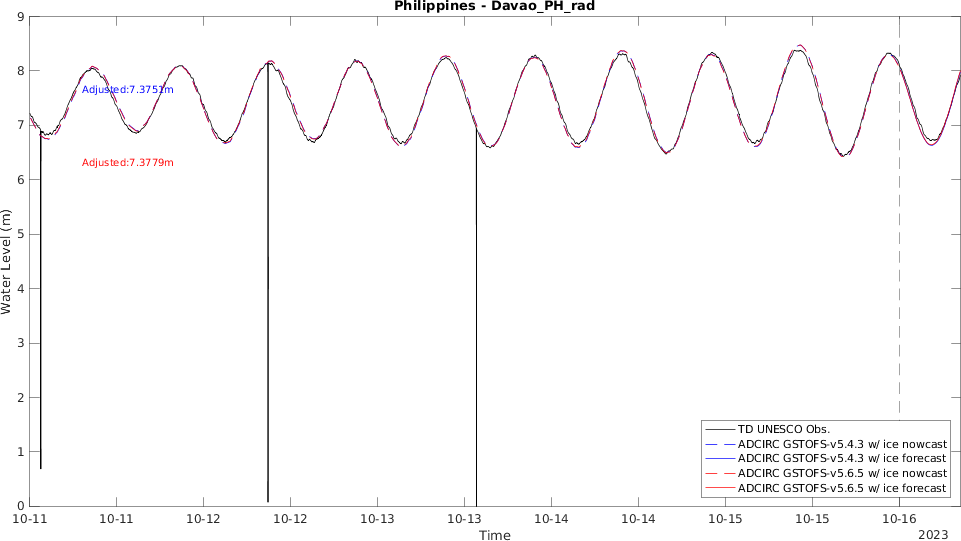 Philippines - Davao_PH_rad
9
8
7
6
5
4
3
2
1
0
Water Level (m)
Adjusted:7.3751m
Adjusted:7.3779m
TD UNESCO Obs.
ADCIRC GSTOFS-v5.4.3 w/ ice nowcast
ADCIRC GSTOFS-v5.4.3 w/ ice forecast
ADCIRC GSTOFS-v5.6.5 w/ ice nowcast
ADCIRC GSTOFS-v5.6.5 w/ ice forecast
10-11 10-11 10-12 10-12 10-13 10-13 10-14 10-14 10-15 10-15 10-16
Time
2023